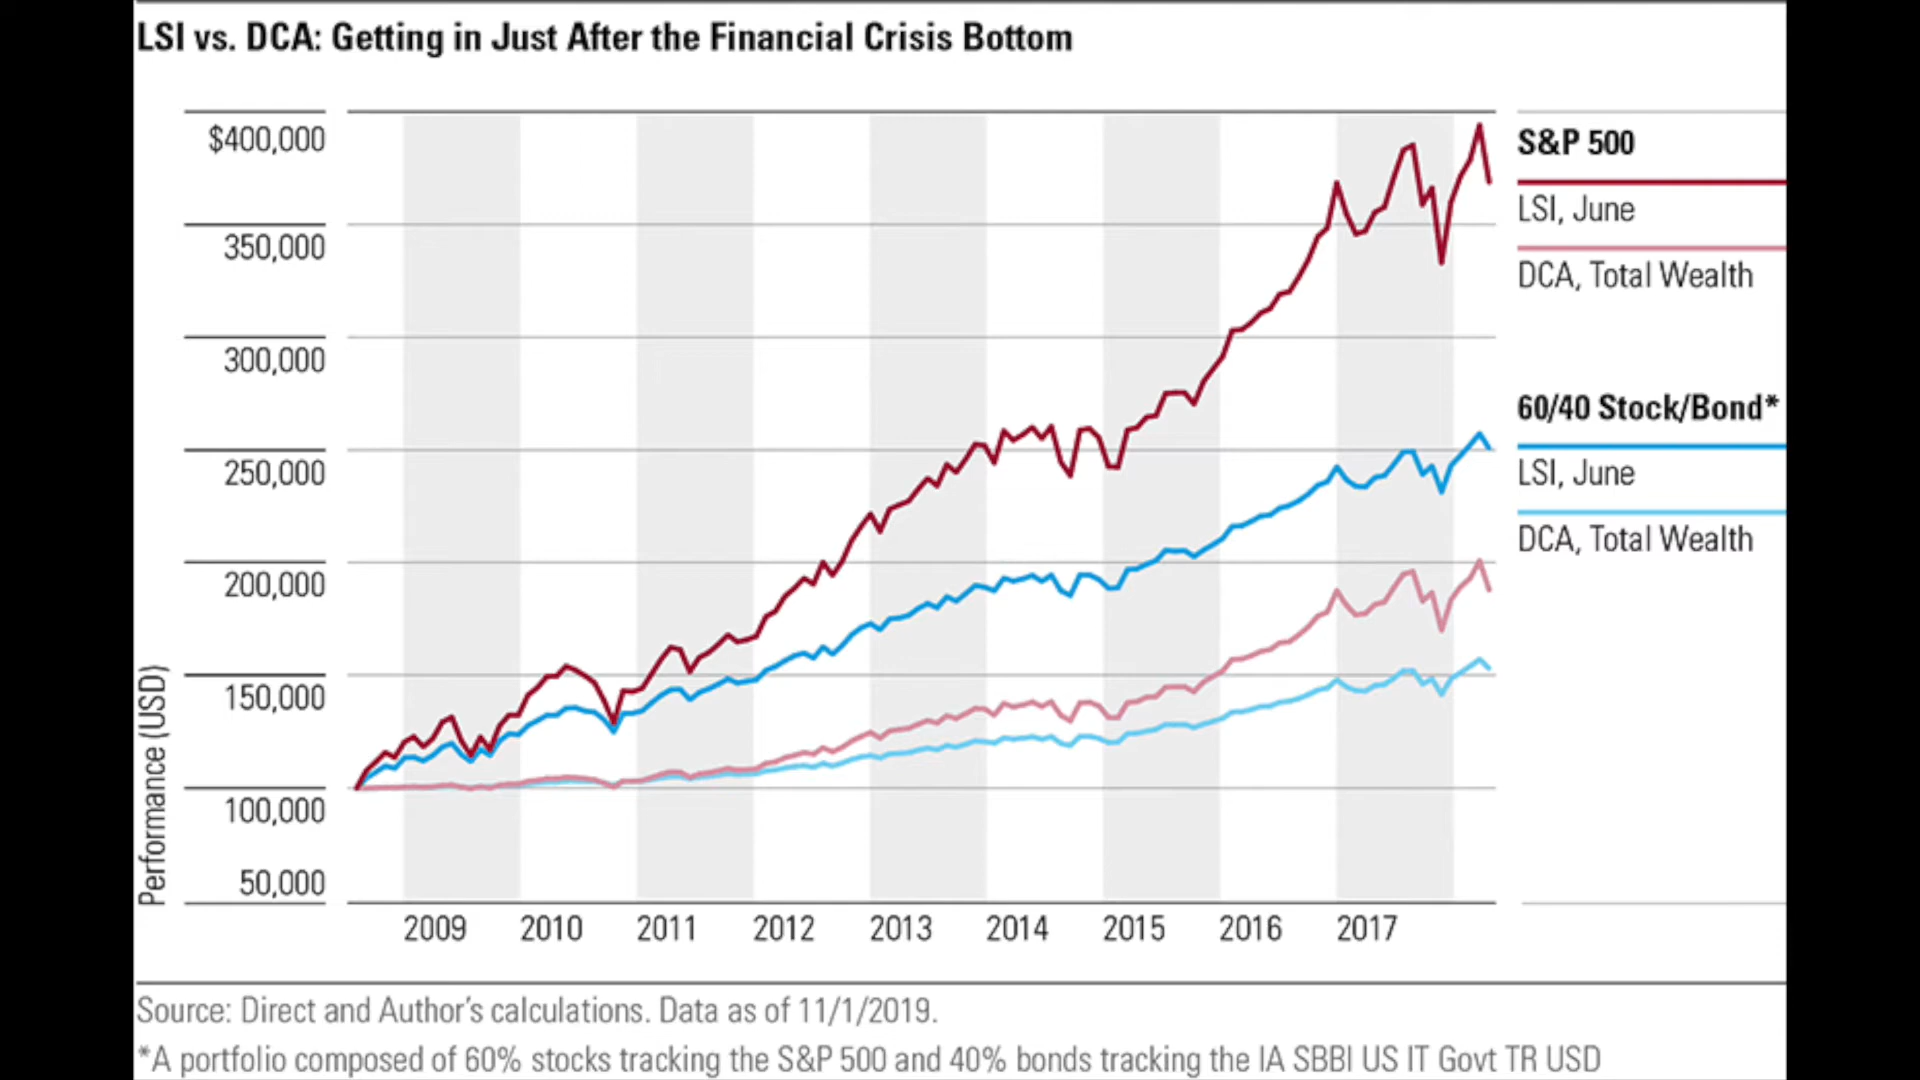 LSI vs. DCA: Getting in Just After the Financial Crisis Bottom
$400,000
350,000
300,000
250,000
200,000
150,000
100,000
50,000
Performance (USD)
2009 2010 2011 2012 2013 2014 2015 2016 2017
S&P 500
LSI, June
DCA, Total Wealth
60/40 Stock/Bond*
LSI, June
DCA, Total Wealth
Source: Direct and Author's calculations. Data as of 11/1/2019.
*A portfolio composed of 60% stocks tracking the S&P 500 and 40% bonds tracking the IA SBBI US IT Govt TR USD